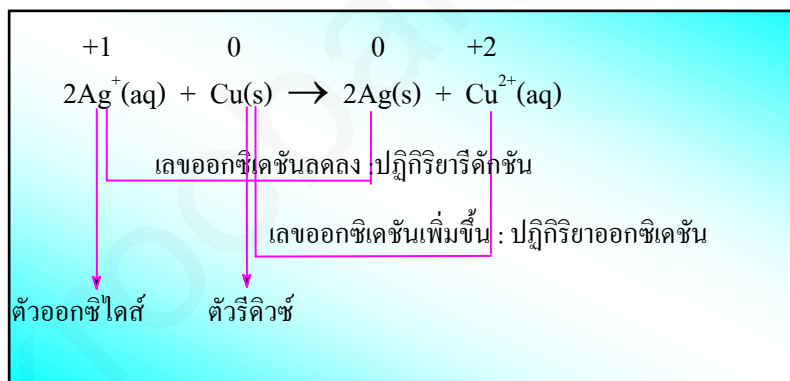 +1 0 0 +2
2Ag⁺(aq) + Cu(s) → 2Ag(s) + Cu²⁺(aq)
เลขออกซิเดชันลดลง :ปฏิกิริยารีดักชัน
เลขออกซิเดชันเพิ่มขึ้น : ปฏิกิริยาออกซิเดชัน
ตัวออกซิไดส์ ตัวรีดิวซ์